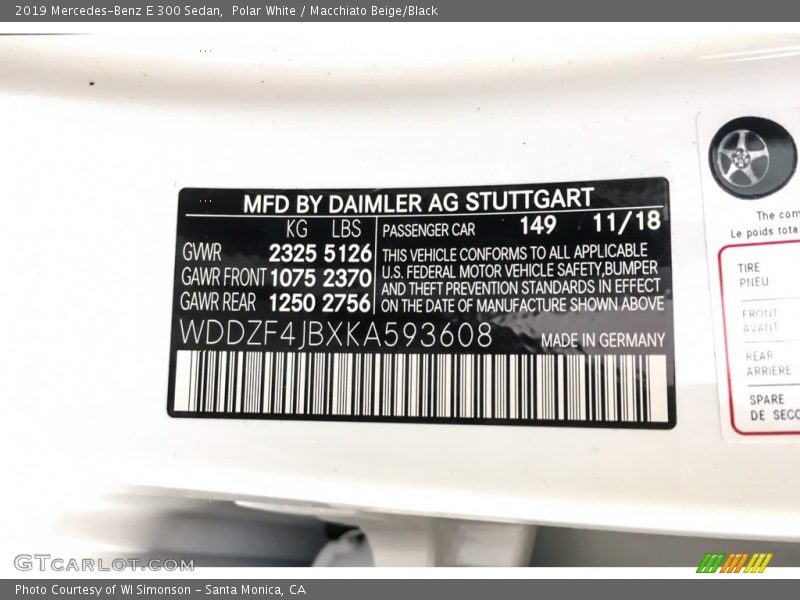 2019 Mercedes-Benz E 300 Sedan, Polar White / Macchiato Beige/Black
MFD BY DAIMLER AG STUTTGART
KG LBS
GWR 2325 5126
GAWR FRONT 1075 2370
GAWR REAR 1250 2756
PASSENGER CAR 149 11/18
THIS VEHICLE CONFORMS TO ALL APPLICABLE
U.S. FEDERAL MOTOR VEHICLE SAFETY,BUMPER
AND THEFT PREVENTION STANDARDS IN EFFECT
ON THE DATE OF MANUFACTURE SHOWN ABOVE
WDDZF4JBXKA593608 MADE IN GERMANY
The com
Le poids tota
TIRE
PNEU
FRONT
AVANT
REAR
ARRIERE
SPARE
DE SECO
GTcarlot.com
Photo Courtesy of WI Simonson - Santa Monica, CA